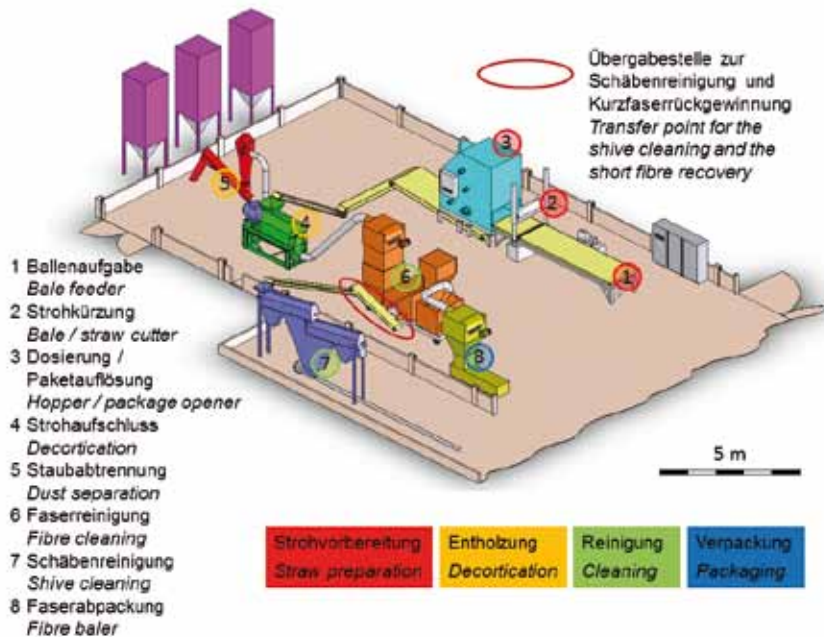 Übergabestelle zur
Schäbenreinigung und
Kurzfaserrückgewinnung
Transfer point for the
shive cleaning and the
short fibre recovery
3
2
5
4
1
6
7
8
1 Ballenaufgabe
Bale feeder
2 Strohkürzung
Bale / straw cutter
3 Dosierung /
Paketauflösung
Hopper / package opener
4 Strohaufschluss
Decortication
5 Staubabtrennung
Dust separation
6 Faserreinigung
Fibre cleaning
7 Schäbenreinigung
Shive cleaning
8 Faserabpackung
Fibre baler
5 m
Strohvorbereitung
Straw preparation
Entholzung
Decortication
Reinigung
Cleaning
Verpackung
Packaging